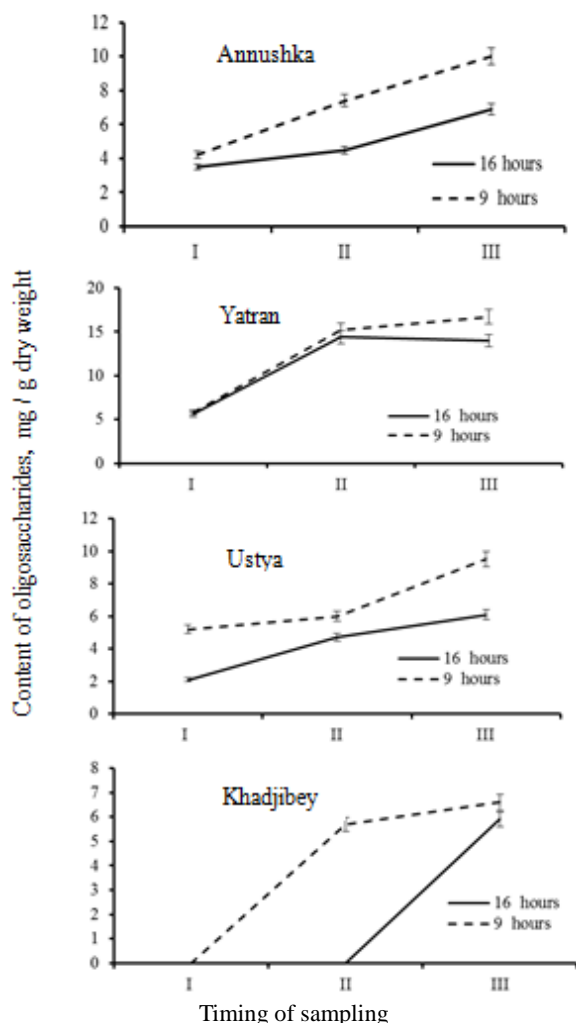 Content of oligosaccharides, mg / g dry weight
Annushka
12
10
8
6
4
2
0
16 hours
9 hours
I II III
Yatran
20
15
10
5
0
16 hours
9 hours
I II III
Ustya
12
10
8
6
4
2
0
16 hours
9 hours
I II III
Khadjibey
8
7
6
5
4
3
2
1
0
16 hours
9 hours
I II III
Timing of sampling